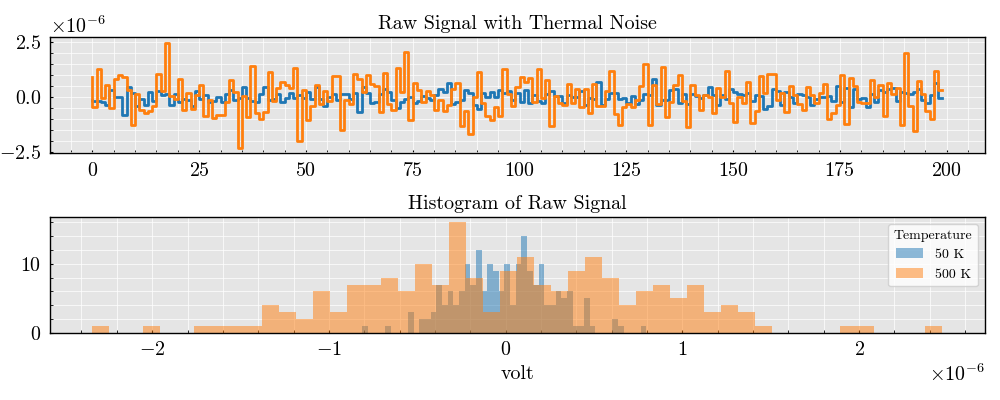 Raw Signal with Thermal Noise
×10⁻⁶
2.5
0.0
−2.5
0 25 50 75 100 125 150 175 200
Histogram of Raw Signal
Temperature
50 K
500 K
10
0
−2 −1 0 1 2
volt
×10⁻⁶